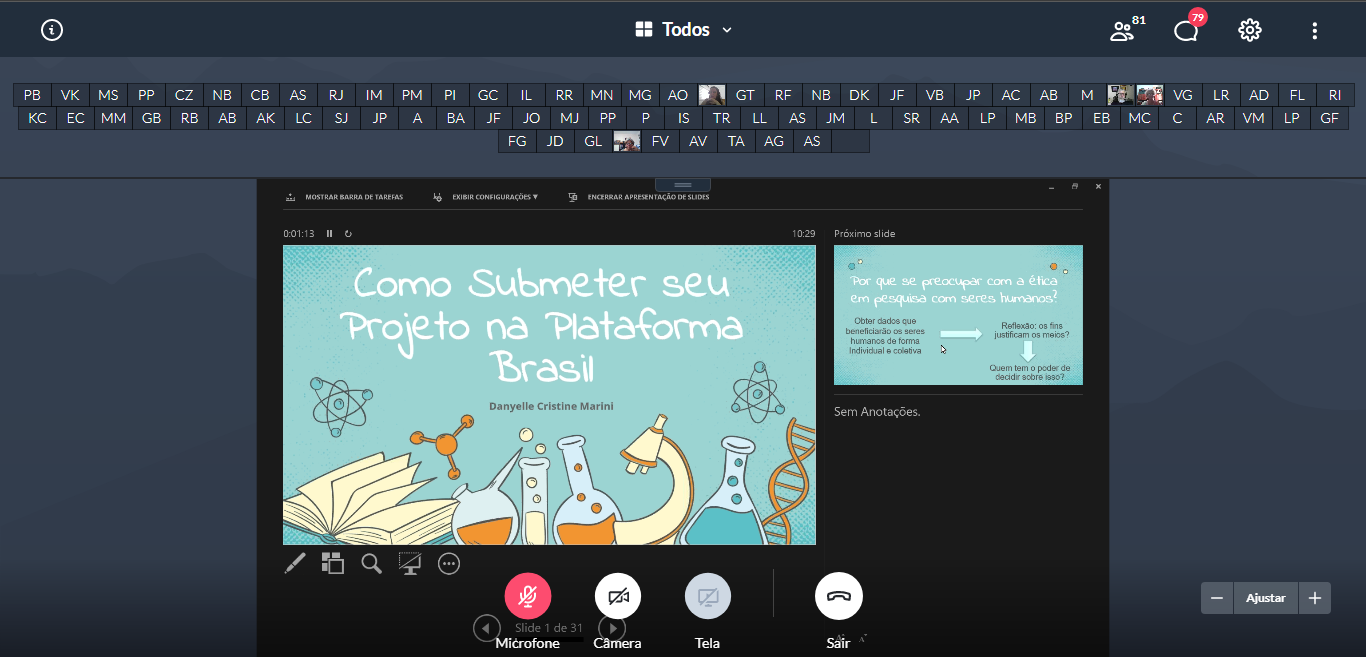 Todos
81
79
PB VK MS PP CZ NB CB AS RJ IM PM PI GC IL RR MN MG AO GT RF NB DK JF VB JP AC AB M VG LR AD FL RI
KC EC MM GB RB AB AK LC SJ JP A BA JF JO MJ PP P IS TR LL AS JM L SR AA LP MB BP EB MC C AR VM LP GF
FG JD GL FV AV TA AG AS
MOSTRAR BARRA DE TAREFAS EXIBIR CONFIGURAÇÕES ▼ ENCERRAR APRESENTAÇÃO DE SLIDES
0:01:13 10:29
Como Submeter seu
Projeto na Plataforma
Brasil
Danyelle Cristine Marini
Próximo slide
Por que se preocupar com a ética
em pesquisa com seres humanos?
Obter dados que
beneficiarão os seres
humanos de forma
Individual e coletiva
Reflexão: os fins
justificam os meios?
Quem tem o poder de
decidir sobre isso?
Sem Anotações.
Slide 1 de 31
Microfone Câmera Tela Sair
Ajustar